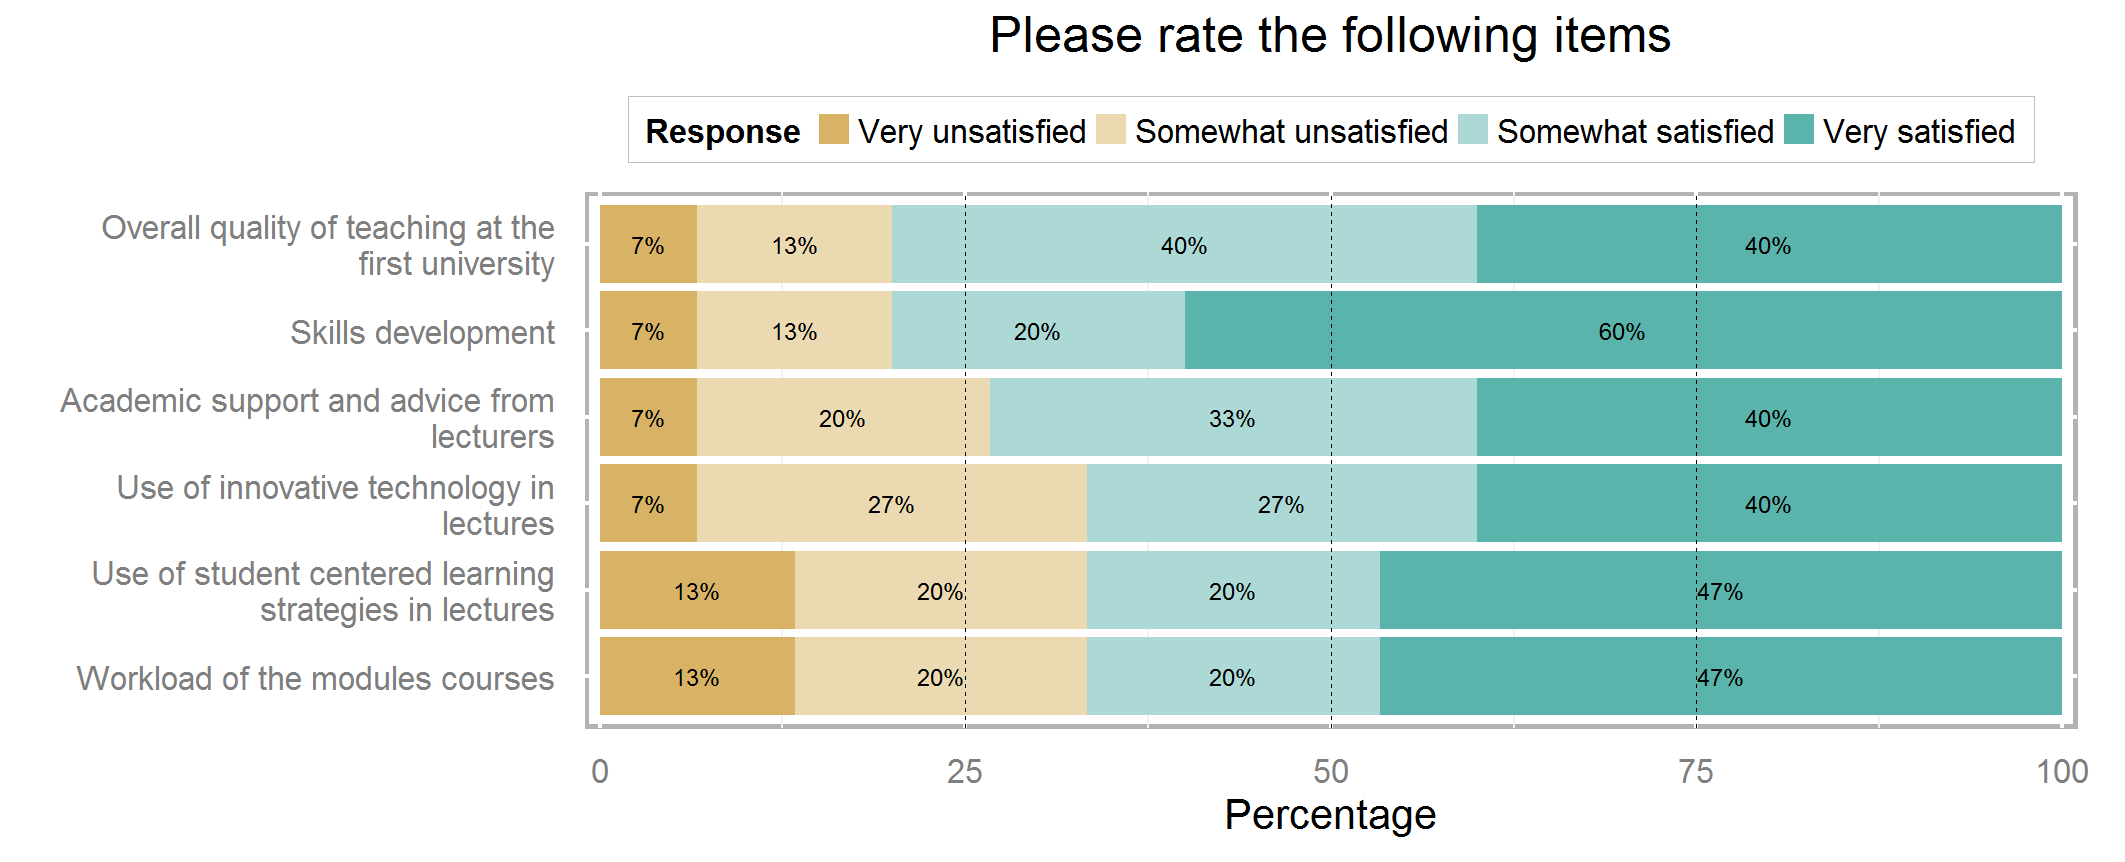 Please rate the following items
Response Very unsatisfied Somewhat unsatisfied Somewhat satisfied Very satisfied
Overall quality of teaching at the
first university
7% 13% 40% 40%
Skills development
7% 13% 20% 60%
Academic support and advice from
lecturers
7% 20% 33% 40%
Use of innovative technology in
lectures
7% 27% 27% 40%
Use of student centered learning
strategies in lectures
13% 20% 20% 47%
Workload of the modules courses
13% 20% 20% 47%
0 25 50 75 100
Percentage